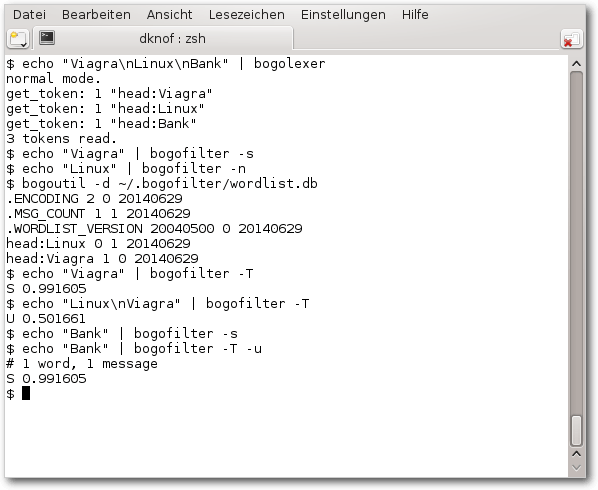 Datei Bearbeiten Ansicht Lesezeichen Einstellungen Hilfe
dknof : zsh
$ echo "Viagra\nLinux\nBank" | bogolexer
normal mode.
get_token: 1 "head:Viagra"
get_token: 1 "head:Linux"
get_token: 1 "head:Bank"
3 tokens read.
$ echo "Viagra" | bogofilter -s
$ echo "Linux" | bogofilter -n
$ bogoutil -d ~/.bogofilter/wordlist.db
.ENCODING 2 0 20140629
.MSG_COUNT 1 1 20140629
.WORDLIST_VERSION 20040500 0 20140629
head:Linux 0 1 20140629
head:Viagra 1 0 20140629
$ echo "Viagra" | bogofilter -T
S 0.991605
$ echo "Linux\nViagra" | bogofilter -T
U 0.501661
$ echo "Bank" | bogofilter -s
$ echo "Bank" | bogofilter -T -u
# 1 word, 1 message
S 0.991605
$